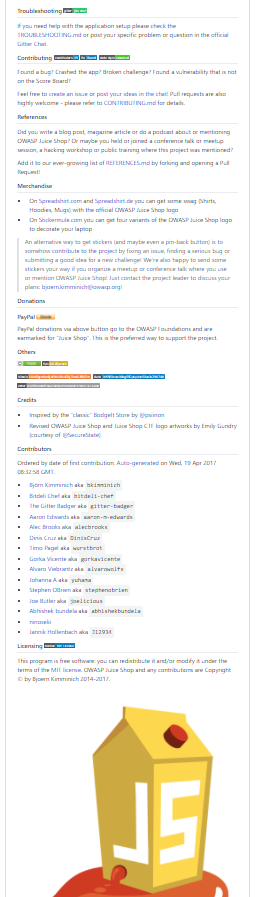 Troubleshooting
If you need help with the application setup please check the
TROUBLESHOOTING.md or post your specific problem or question in the official
Gitter Chat.
Contributing
Found a bug? Crashed the app? Broken challenge? Found a vulnerability that is not
on the Score Board?
Feel free to create an issue or post your ideas in the chat! Pull requests are also
highly welcome - please refer to CONTRIBUTING.md for details.
References
Did you write a blog post, magazine article or do a podcast about or mentioning
OWASP Juice Shop? Or maybe you held or joined a conference talk or meetup
session, a hacking workshop or public training where this project was mentioned?
Add it to our ever-growing list of REFERENCES.md by forking and opening a Pull
Request!
Merchandise
• On Spreadshirt.com and Spreadshirt.de you can get some swag (Shirts,
Hoodies, Mugs) with the official OWASP Juice Shop logo
• On Stickermule.com you can get four variants of the OWASP Juice Shop logo
to decorate your laptop
An alternative way to get stickers (and maybe even a pin-back button) is to
somehow contribute to the project by fixing an issue, finding a serious bug or
submitting a good idea for a new challenge! We're also happy to send some
stickers your way if you organize a meetup or conference talk where you use
or mention OWASP Juice Shop! Just contact the project leader to discuss your
plans: bjoern.kimminich@owasp.org!
Donations
PayPal
PayPal donations via above button go to the OWASP Foundations and are
earmarked for "Juice Shop". This is the preferred way to support the project.
Others
Credits
• Inspired by the "classic" BodgeIt Store by @psiinon
• Revised OWASP Juice Shop and Juice Shop CTF logo artworks by Emily Gundry
(courtesy of @SecureState)
Contributors
Ordered by date of first contribution. Auto-generated on Wed, 19 Apr 2017
08:32:58 GMT.
• Björn Kimminich aka bkimminich
• Bitdeli Chef aka bitdeli-chef
• The Gitter Badger aka gitter-badger
• Aaron Edwards aka aaron-m-edwards
• Alec Brooks aka alecbrooks
• Dinis Cruz aka DinisCruz
• Timo Pagel aka wurstbrot
• Gorka Vicente aka gorkavicente
• Alvaro Viebrantz aka alvarowolfx
• Johanna A aka yuhama
• Stephen OBrien aka stephenobrien
• Joe Butler aka joelicious
• Abhishek bundela aka abhishekbundela
• ninoseki
• Jannik Hollenbach aka J12934
Licensing
This program is free software: you can redistribute it and/or modify it under the
terms of the MIT license. OWASP Juice Shop and any contributions are Copyright
© by Bjoern Kimminich 2014-2017.
JS